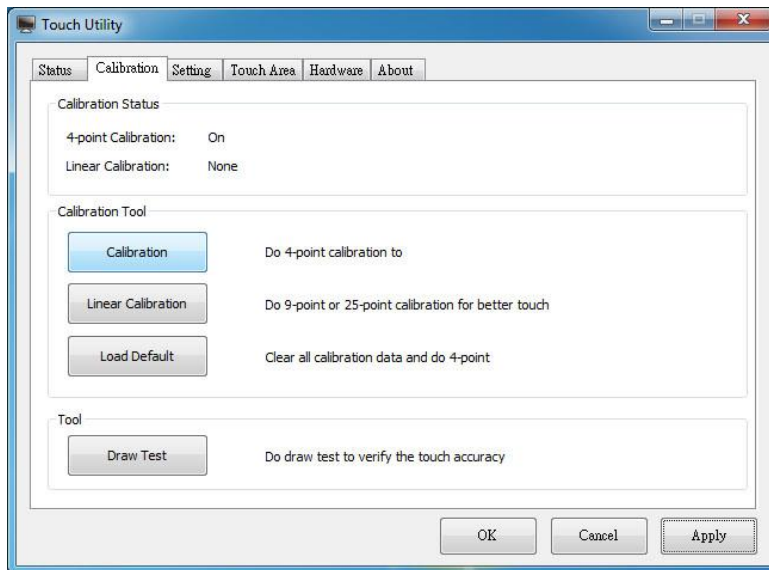 Touch Utility
Status Calibration Setting Touch Area Hardware About
Calibration Status
4-point Calibration: On
Linear Calibration: None
Calibration Tool
Calibration Do 4-point calibration to
Linear Calibration Do 9-point or 25-point calibration for better touch
Load Default Clear all calibration data and do 4-point
Tool
Draw Test Do draw test to verify the touch accuracy
OK Cancel Apply